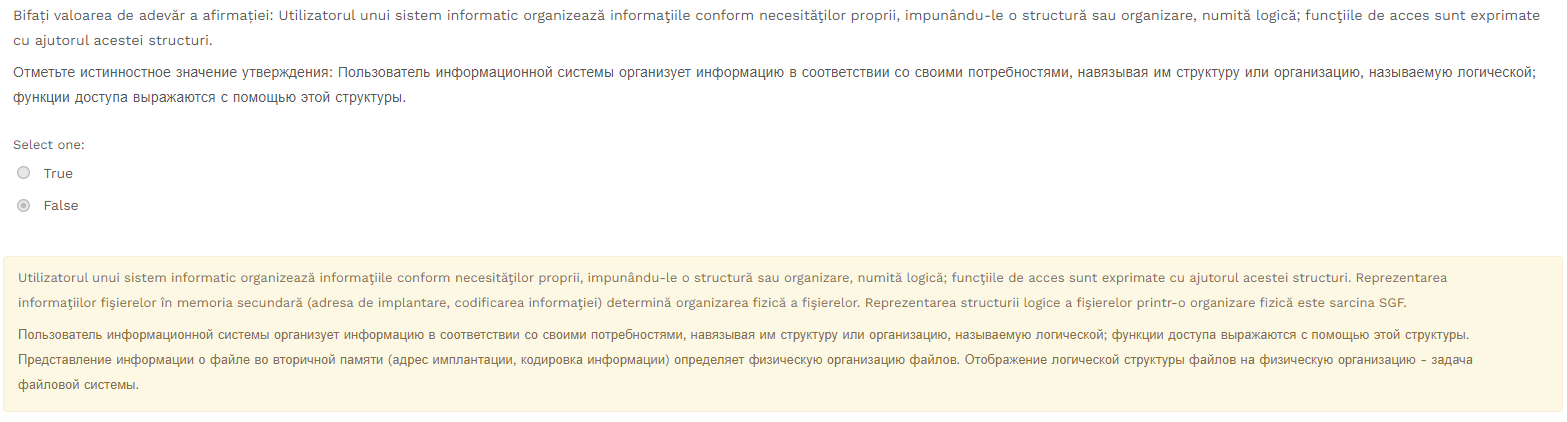 Bifați valoarea de adevăr a afirmației: Utilizatorul unui sistem informatic organizează informaţiile conform necesităţilor proprii, impunându-le o structură sau organizare, numită logică; funcţiile de acces sunt exprimate
cu ajutorul acestei structuri.
Отметьте истинностное значение утверждения: Пользователь информационной системы организует информацию в соответствии со своими потребностями, навязывая им структуру или организацию, называемую логической;
функции доступа выражаются с помощью этой структуры.
Select one:
True
False
Utilizatorul unui sistem informatic organizează informaţiile conform necesităţilor proprii, impunându-le o structură sau organizare, numită logică; funcţiile de acces sunt exprimate cu ajutorul acestei structuri. Reprezentarea
informaţiilor fişierelor în memoria secundară (adresa de implantare, codificarea informaţiei) determină organizarea fizică a fişierelor. Reprezentarea structurii logice a fişierelor printr-o organizare fizică este sarcina SGF.
Пользователь информационной системы организует информацию в соответствии со своими потребностями, навязывая им структуру или организацию, называемую логической; функции доступа выражаются с помощью этой структуры.
Представление информации о файле во вторичной памяти (адрес имплантации, кодировка информации) определяет физическую организацию файлов. Отображение логической структуры файлов на физическую организацию - задача
файловой системы.